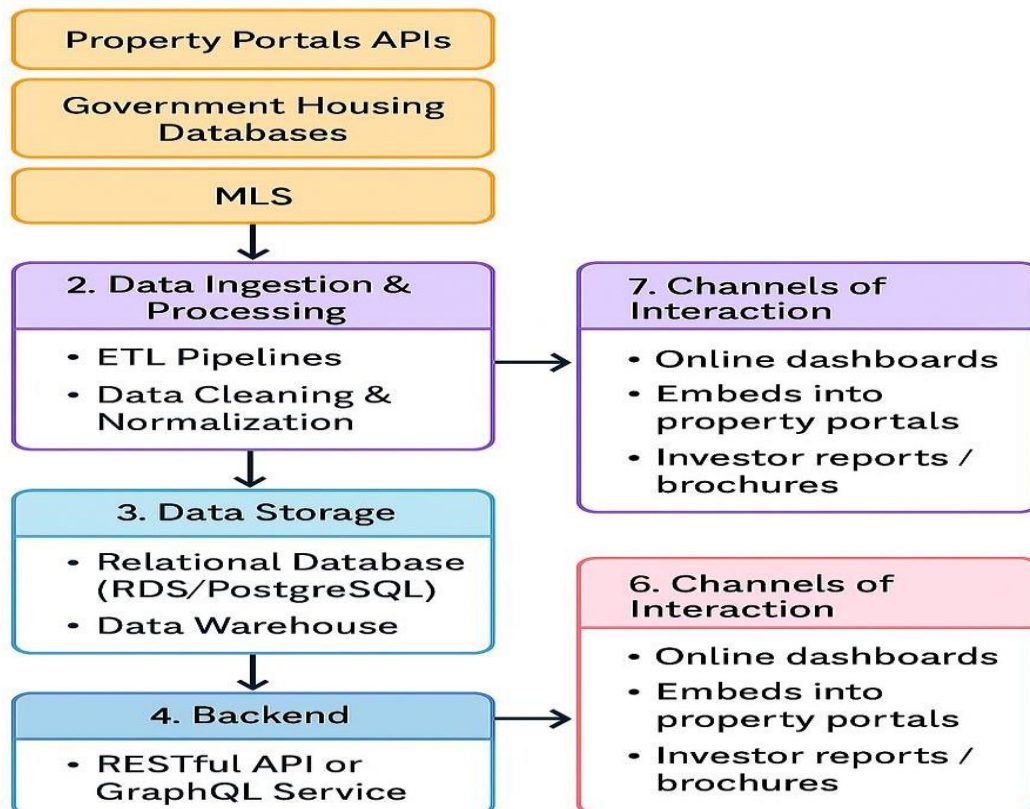 Property Portals APIs
Government Housing
Databases
MLS
2. Data Ingestion &
Processing
• ETL Pipelines
• Data Cleaning &
Normalization
3. Data Storage
• Relational Database
(RDS/PostgreSQL)
• Data Warehouse
4. Backend
• RESTful API or
GraphQL Service
7. Channels of
Interaction
• Online dashboards
• Embeds into
property portals
• Investor reports /
brochures
6. Channels of
Interaction
• Online dashboards
• Embeds into
property portals
• Investor reports /
brochures